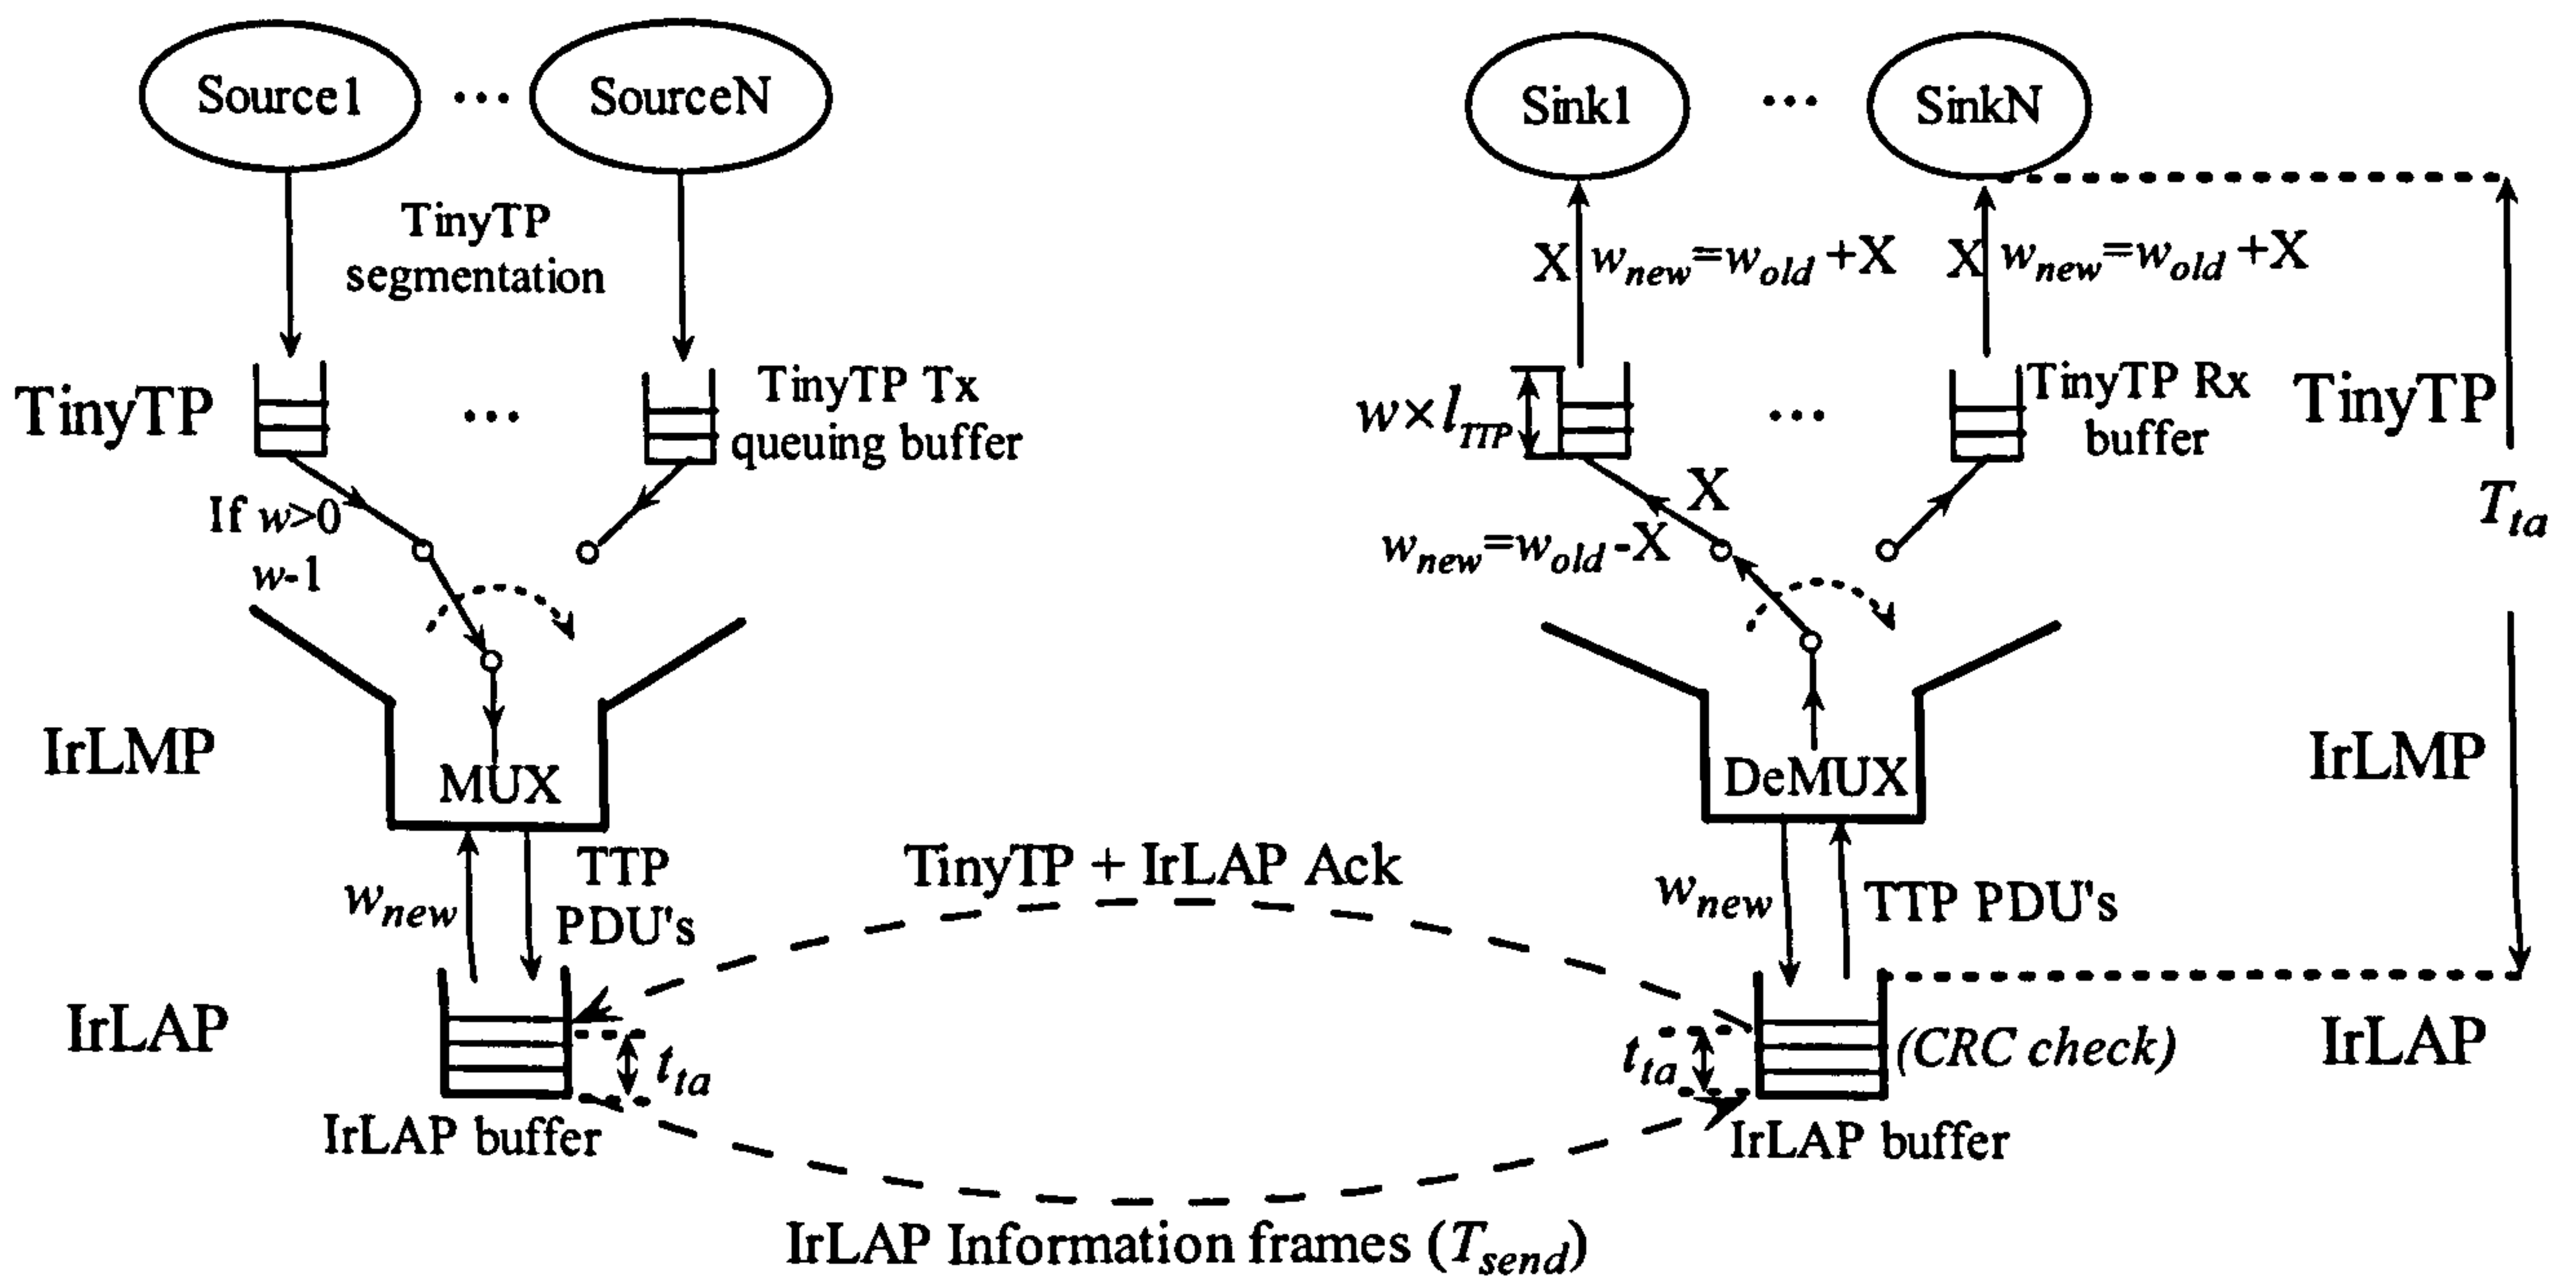 Source1 ... SourceN
Sink1 ... SinkN
TinyTP
segmentation
X w_new=w_old +X
X w_new=w_old +X
TinyTP
...
TinyTP Tx
queuing buffer
w×l_TTP
...
TinyTP Rx
buffer
TinyTP
If w>0
w-1
X
w_new=w_old-X
T_ta
IrLMP
MUX
DeMUX
IrLMP
w_new
TTP
PDU's
TinyTP + IrLAP Ack
w_new
TTP PDU's
IrLAP
t_ta
t_ta
(CRC check)
IrLAP
IrLAP buffer
IrLAP buffer
IrLAP Information frames (T_send)